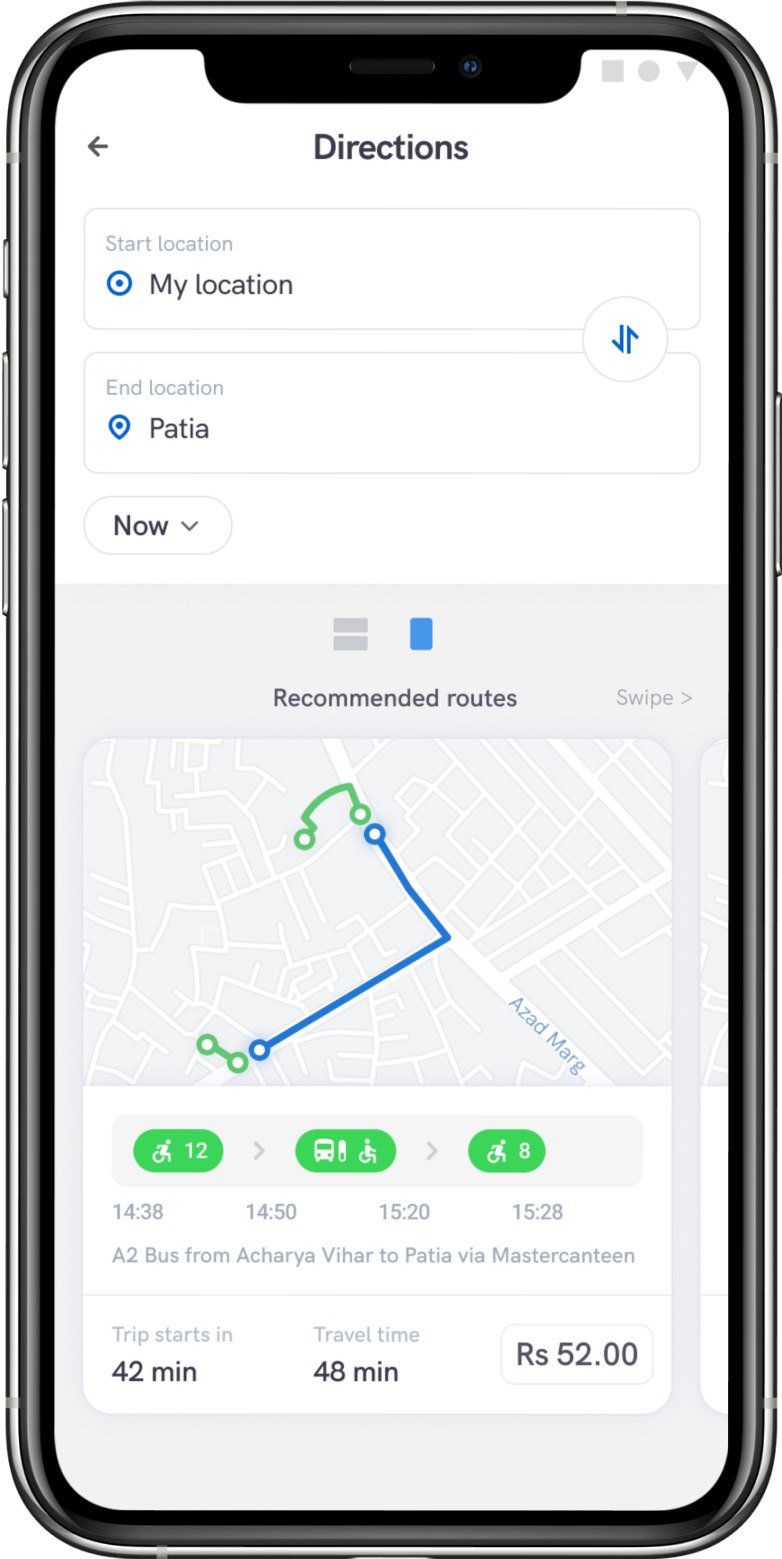 Directions
Start location
My location
End location
Patia
Now
Recommended routes
Swipe >
Azad Marg
12
8
14:38 14:50 15:20 15:28
A2 Bus from Acharya Vihar to Patia via Mastercanteen
Trip starts in Travel time
42 min 48 min Rs 52.00